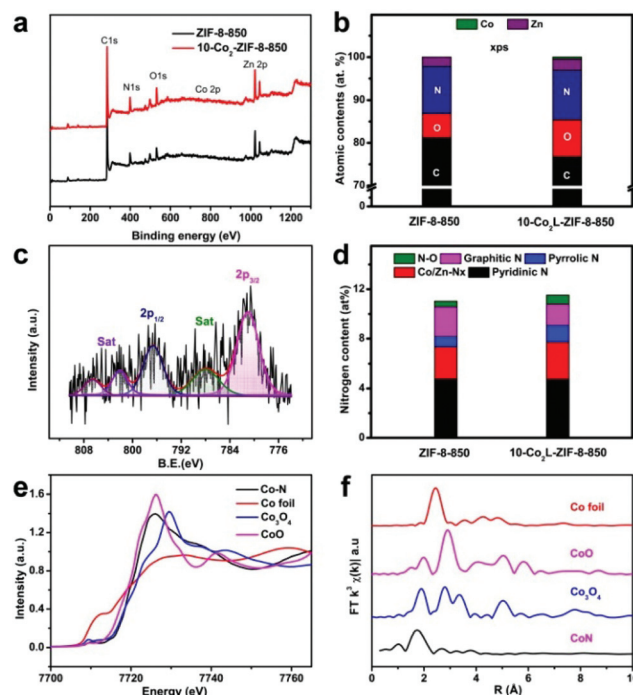 a
ZIF-8-850
10-Co₂-ZIF-8-850
C1s
N1s
O1s
Co 2p
Zn 2p
0 200 400 600 800 1000 1200
Binding energy (eV)
b
Co Zn
xps
Atomic contents (at. %)
100
90
80
70
0
N
O
C
N
O
C
ZIF-8-850 10-Co₂L-ZIF-8-850
c
Intensity (a.u.)
Sat
2p1/2
Sat
2p3/2
808 800 792 784 776
B.E.(eV)
d
N-O Graphitic N Pyrrolic N
Co/Zn-Nx Pyridinic N
Nitrogen content (at%)
12
8
4
0
ZIF-8-850 10-Co₂L-ZIF-8-850
e
Intensity (a.u.)
1.6
1.2
0.8
0.4
0.0
Co-N
Co foil
Co₃O₄
CoO
7700 7720 7740 7760
Energy (eV)
f
FT k³ χ(k)| a.u
Co foil
CoO
Co₃O₄
CoN
0 2 4 6 8 10
R (Å)